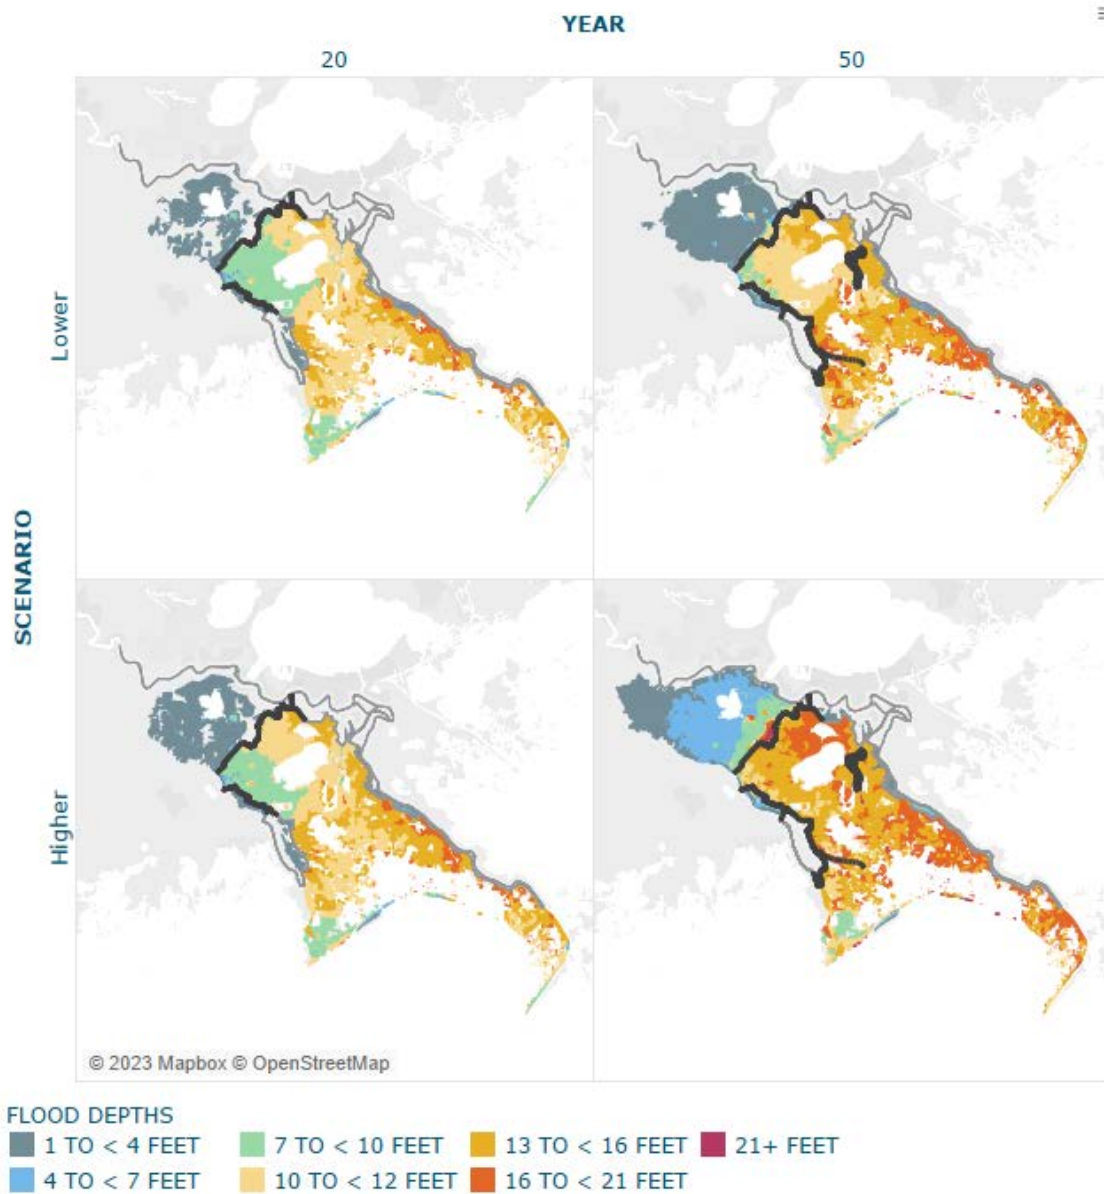 YEAR
20 50
SCENARIO
Lower
Higher
© 2023 Mapbox © OpenStreetMap
FLOOD DEPTHS
1 TO < 4 FEET 7 TO < 10 FEET 13 TO < 16 FEET 21+ FEET
4 TO < 7 FEET 10 TO < 12 FEET 16 TO < 21 FEET